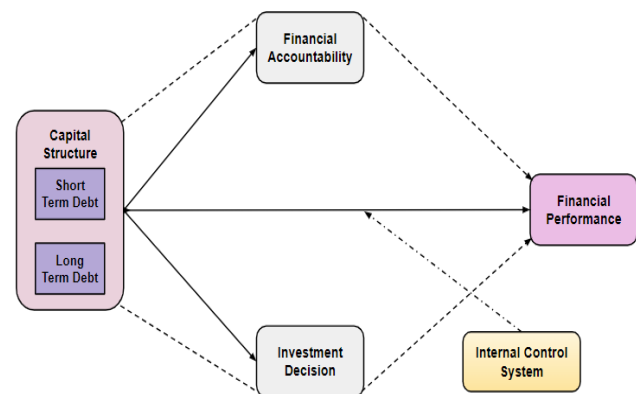 Financial
Accountability
Capital
Structure
Short
Term Debt
Long
Term Debt
Financial
Performance
Investment
Decision
Internal Control
System